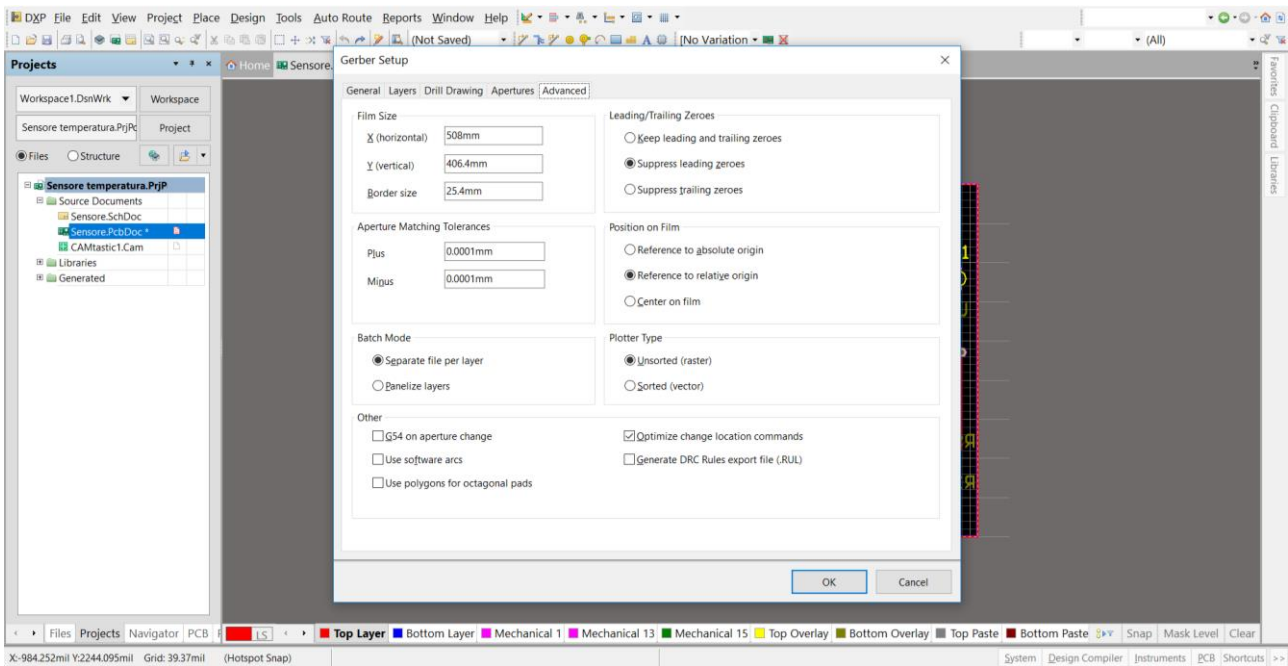 DXP File Edit View Project Place Design Tools Auto Route Reports Window Help
(Not Saved) [No Variation (All)
Projects
Home Sensore.
Workspace1.DsnWrk Workspace
Sensore temperatura.PrjPc Project
Files Structure
Sensore temperatura.PrjP
Source Documents
Sensore.SchDoc
Sensore.PcbDoc *
CAMtastic1.Cam
Libraries
Generated
Gerber Setup
General Layers Drill Drawing Apertures Advanced
Film Size
X (horizontal) 508mm
Y (vertical) 406.4mm
Border size 25.4mm
Leading/Trailing Zeroes
Keep leading and trailing zeroes
Suppress leading zeroes
Suppress trailing zeroes
Aperture Matching Tolerances
Plus 0.0001mm
Minus 0.0001mm
Position on Film
Reference to absolute origin
Reference to relative origin
Center on film
Batch Mode
Separate file per layer
Panelize layers
Plotter Type
Unsorted (raster)
Sorted (vector)
Other
G54 on aperture change
Use software arcs
Use polygons for octagonal pads
Optimize change location commands
Generate DRC Rules export file (.RUL)
OK Cancel
Favorites Clipboard Libraries
Files Projects Navigator PCB
LS Top Layer Bottom Layer Mechanical 1 Mechanical 13 Mechanical 15 Top Overlay Bottom Overlay Top Paste Bottom Paste Snap Mask Level Clear
X:-984.252mil Y:2244.095mil Grid: 39.37mil (Hotspot Snap)
System Design Compiler Instruments PCB Shortcuts >>